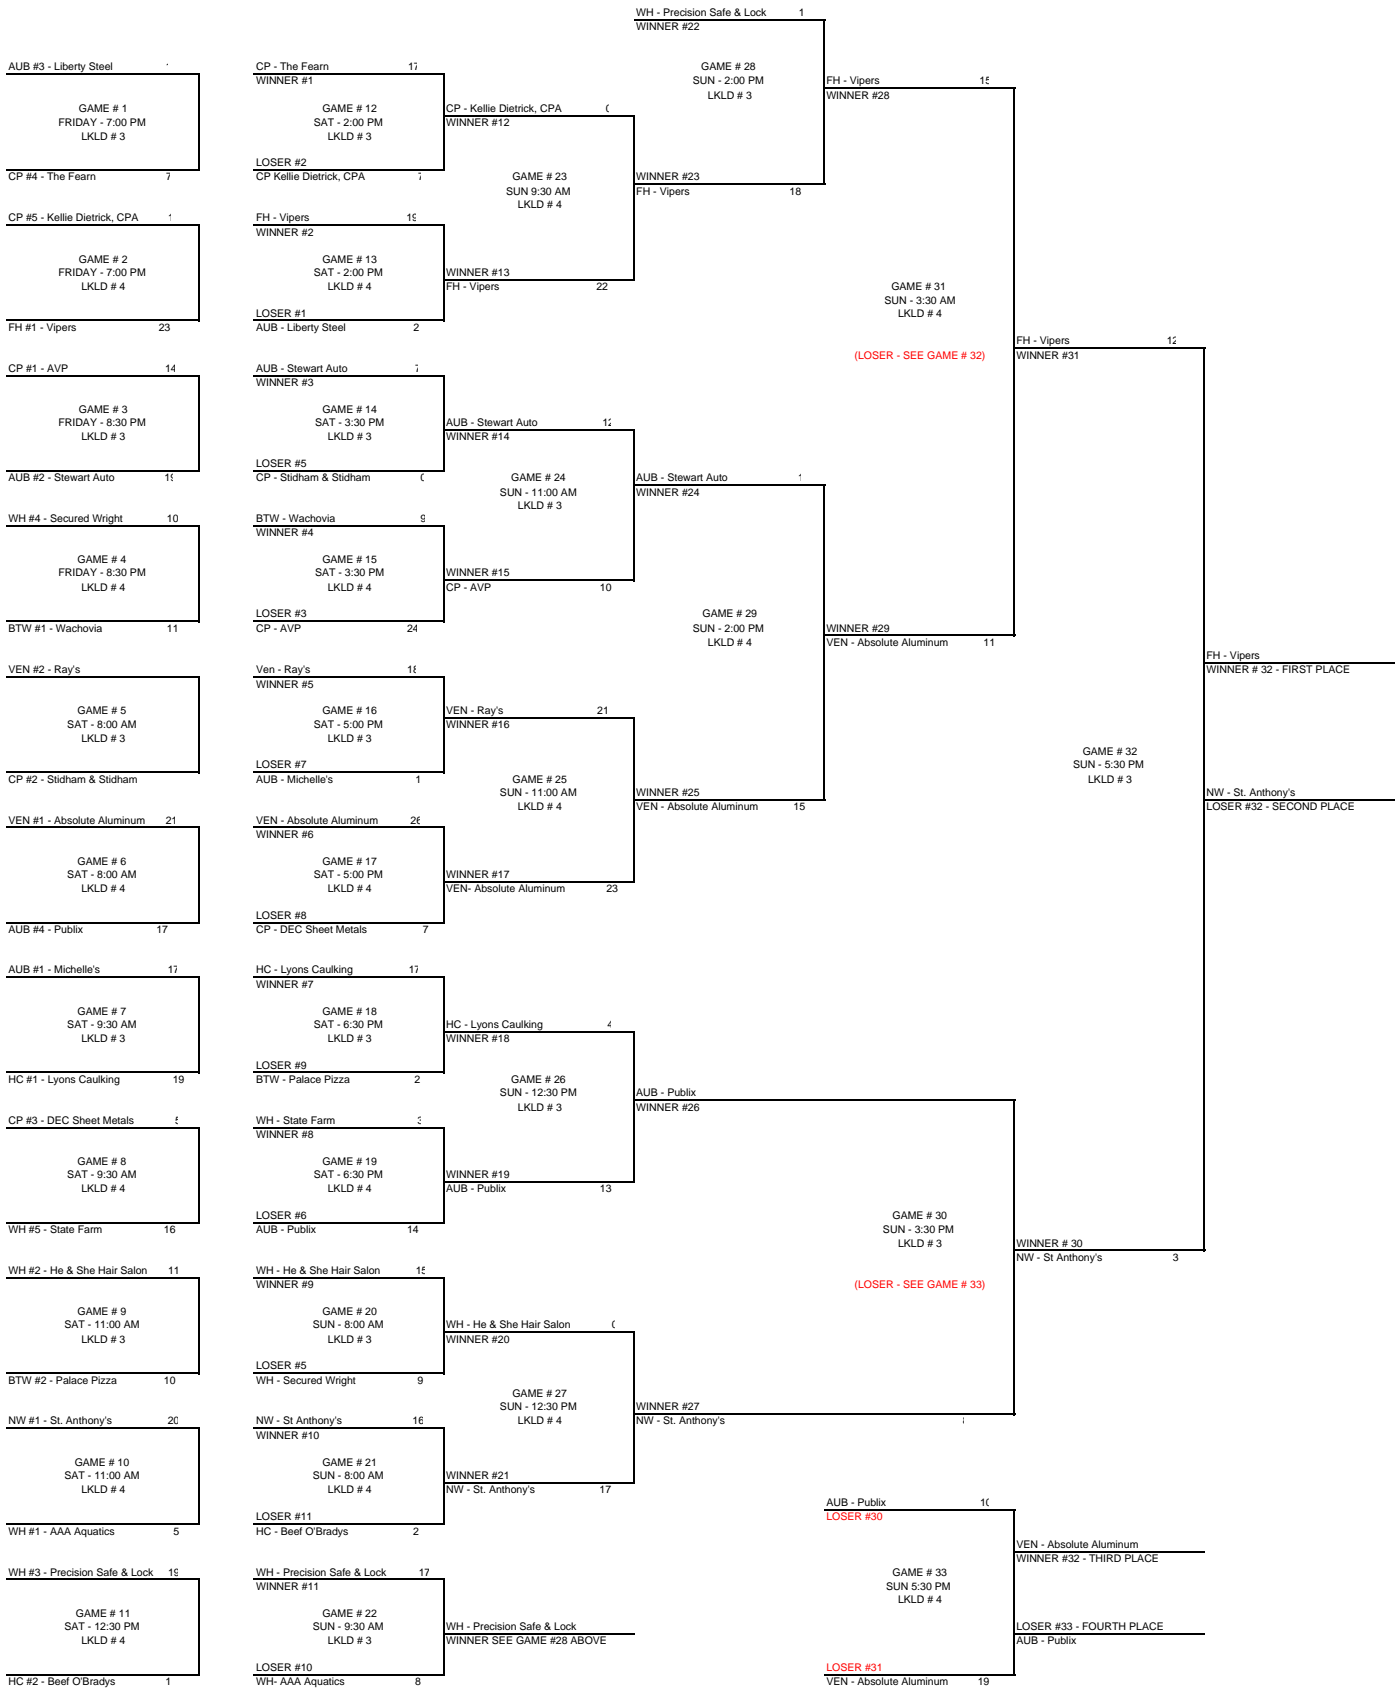 WH - Precision Safe & Lock 1
WINNER #22
GAME # 28
SUN - 2:00 PM
LKLD # 3
AUB #3 - Liberty Steel
GAME # 1
FRIDAY - 7:00 PM
LKLD # 3
CP #4 - The Fearn 7
CP #5 - Kellie Dietrick, CPA
GAME # 2
FRIDAY - 7:00 PM
LKLD # 4
FH #1 - Vipers 23
CP #1 - AVP 14
GAME # 3
FRIDAY - 8:30 PM
LKLD # 3
AUB #2 - Stewart Auto 19
WH #4 - Secured Wright 10
GAME # 4
FRIDAY - 8:30 PM
LKLD # 4
BTW #1 - Wachovia 11
VEN #2 - Ray's
GAME # 5
SAT - 8:00 AM
LKLD # 3
CP #2 - Stidham & Stidham
VEN #1 - Absolute Aluminum 21
GAME # 6
SAT - 8:00 AM
LKLD # 4
AUB #4 - Publix 17
AUB #1 - Michelle's 17
GAME # 7
SAT - 9:30 AM
LKLD # 3
HC #1 - Lyons Caulking 19
CP #3 - DEC Sheet Metals 5
GAME # 8
SAT - 9:30 AM
LKLD # 4
WH #5 - State Farm 16
WH #2 - He & She Hair Salon 11
GAME # 9
SAT - 11:00 AM
LKLD # 3
BTW #2 - Palace Pizza 10
NW #1 - St. Anthony's 20
GAME # 10
SAT - 11:00 AM
LKLD # 4
WH #1 - AAA Aquatics 5
WH #3 - Precision Safe & Lock 19
GAME # 11
SAT - 12:30 PM
LKLD # 4
HC #2 - Beef O'Bradys 1
CP - The Fearn 17
WINNER #1
GAME # 12
SAT - 2:00 PM
LKLD # 3
LOSER #2
CP Kellie Dietrick, CPA 7
FH - Vipers 19
WINNER #2
GAME # 13
SAT - 2:00 PM
LKLD # 4
LOSER #1
AUB - Liberty Steel 2
AUB - Stewart Auto 7
WINNER #3
GAME # 14
SAT - 3:30 PM
LKLD # 3
LOSER #5
CP - Stidham & Stidham 0
BTW - Wachovia 9
WINNER #4
GAME # 15
SAT - 3:30 PM
LKLD # 4
LOSER #3
CP - AVP 24
Ven - Ray's 18
WINNER #5
GAME # 16
SAT - 5:00 PM
LKLD # 3
LOSER #7
AUB - Michelle's 1
VEN - Absolute Aluminum 26
WINNER #6
GAME # 17
SAT - 5:00 PM
LKLD # 4
LOSER #8
CP - DEC Sheet Metals 7
HC - Lyons Caulking 17
WINNER #7
GAME # 18
SAT - 6:30 PM
LKLD # 3
LOSER #9
BTW - Palace Pizza 2
WH - State Farm 3
WINNER #8
GAME # 19
SAT - 6:30 PM
LKLD # 4
LOSER #6
AUB - Publix 14
WH - He & She Hair Salon 15
WINNER #9
GAME # 20
SUN - 8:00 AM
LKLD # 3
LOSER #5
WH - Secured Wright 9
NW - St Anthony's 16
WINNER #10
GAME # 21
SUN - 8:00 AM
LKLD # 4
LOSER #11
HC - Beef O'Bradys 2
WH - Precision Safe & Lock 17
WINNER #11
GAME # 22
SUN - 9:30 AM
LKLD # 3
LOSER #10
WH- AAA Aquatics 8
CP - Kellie Dietrick, CPA 0
WINNER #12
GAME # 23
SUN 9:30 AM
LKLD # 4
WINNER #13
FH - Vipers 22
AUB - Stewart Auto 12
WINNER #14
GAME # 24
SUN - 11:00 AM
LKLD # 3
WINNER #15
CP - AVP 10
VEN - Ray's 21
WINNER #16
GAME # 25
SUN - 11:00 AM
LKLD # 4
WINNER #17
VEN- Absolute Aluminum 23
HC - Lyons Caulking 4
WINNER #18
GAME # 26
SUN - 12:30 PM
LKLD # 3
WINNER #19
AUB - Publix 13
WH - He & She Hair Salon 0
WINNER #20
GAME # 27
SUN - 12:30 PM
LKLD # 4
WINNER #21
NW - St. Anthony's 17
WH - Precision Safe & Lock
WINNER SEE GAME #28 ABOVE
WINNER #23
FH - Vipers 18
AUB - Stewart Auto
WINNER #24
GAME # 29
SUN - 2:00 PM
LKLD # 4
WINNER #25
VEN - Absolute Aluminum 15
AUB - Publix
WINNER #26
GAME # 30
SUN - 3:30 PM
LKLD # 3
(LOSER - SEE GAME # 33)
WINNER #27
NW - St. Anthony's
FH - Vipers 15
WINNER #28
GAME # 31
SUN - 3:30 AM
LKLD # 4
(LOSER - SEE GAME # 32)
WINNER #29
VEN - Absolute Aluminum 11
FH - Vipers 12
WINNER #31
GAME # 32
SUN - 5:30 PM
LKLD # 3
WINNER # 30
NW - St Anthony's 3
FH - Vipers
WINNER # 32 - FIRST PLACE
NW - St. Anthony's
LOSER #32 - SECOND PLACE
AUB - Publix 10
LOSER #30
GAME # 33
SUN 5:30 PM
LKLD # 4
LOSER #31
VEN - Absolute Aluminum 19
VEN - Absolute Aluminum
WINNER #32 - THIRD PLACE
LOSER #33 - FOURTH PLACE
AUB - Publix